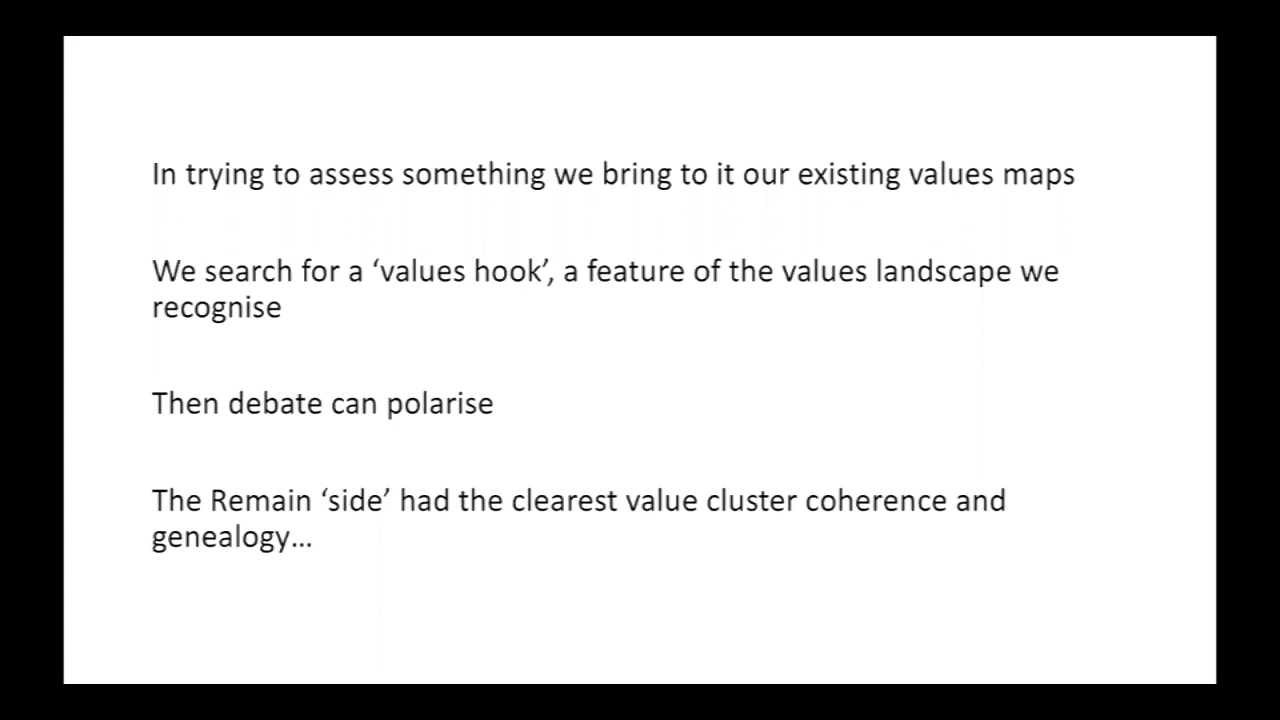 In trying to assess something we bring to it our existing values maps
We search for a ‘values hook’, a feature of the values landscape we
recognise
Then debate can polarise
The Remain ‘side’ had the clearest value cluster coherence and
genealogy…